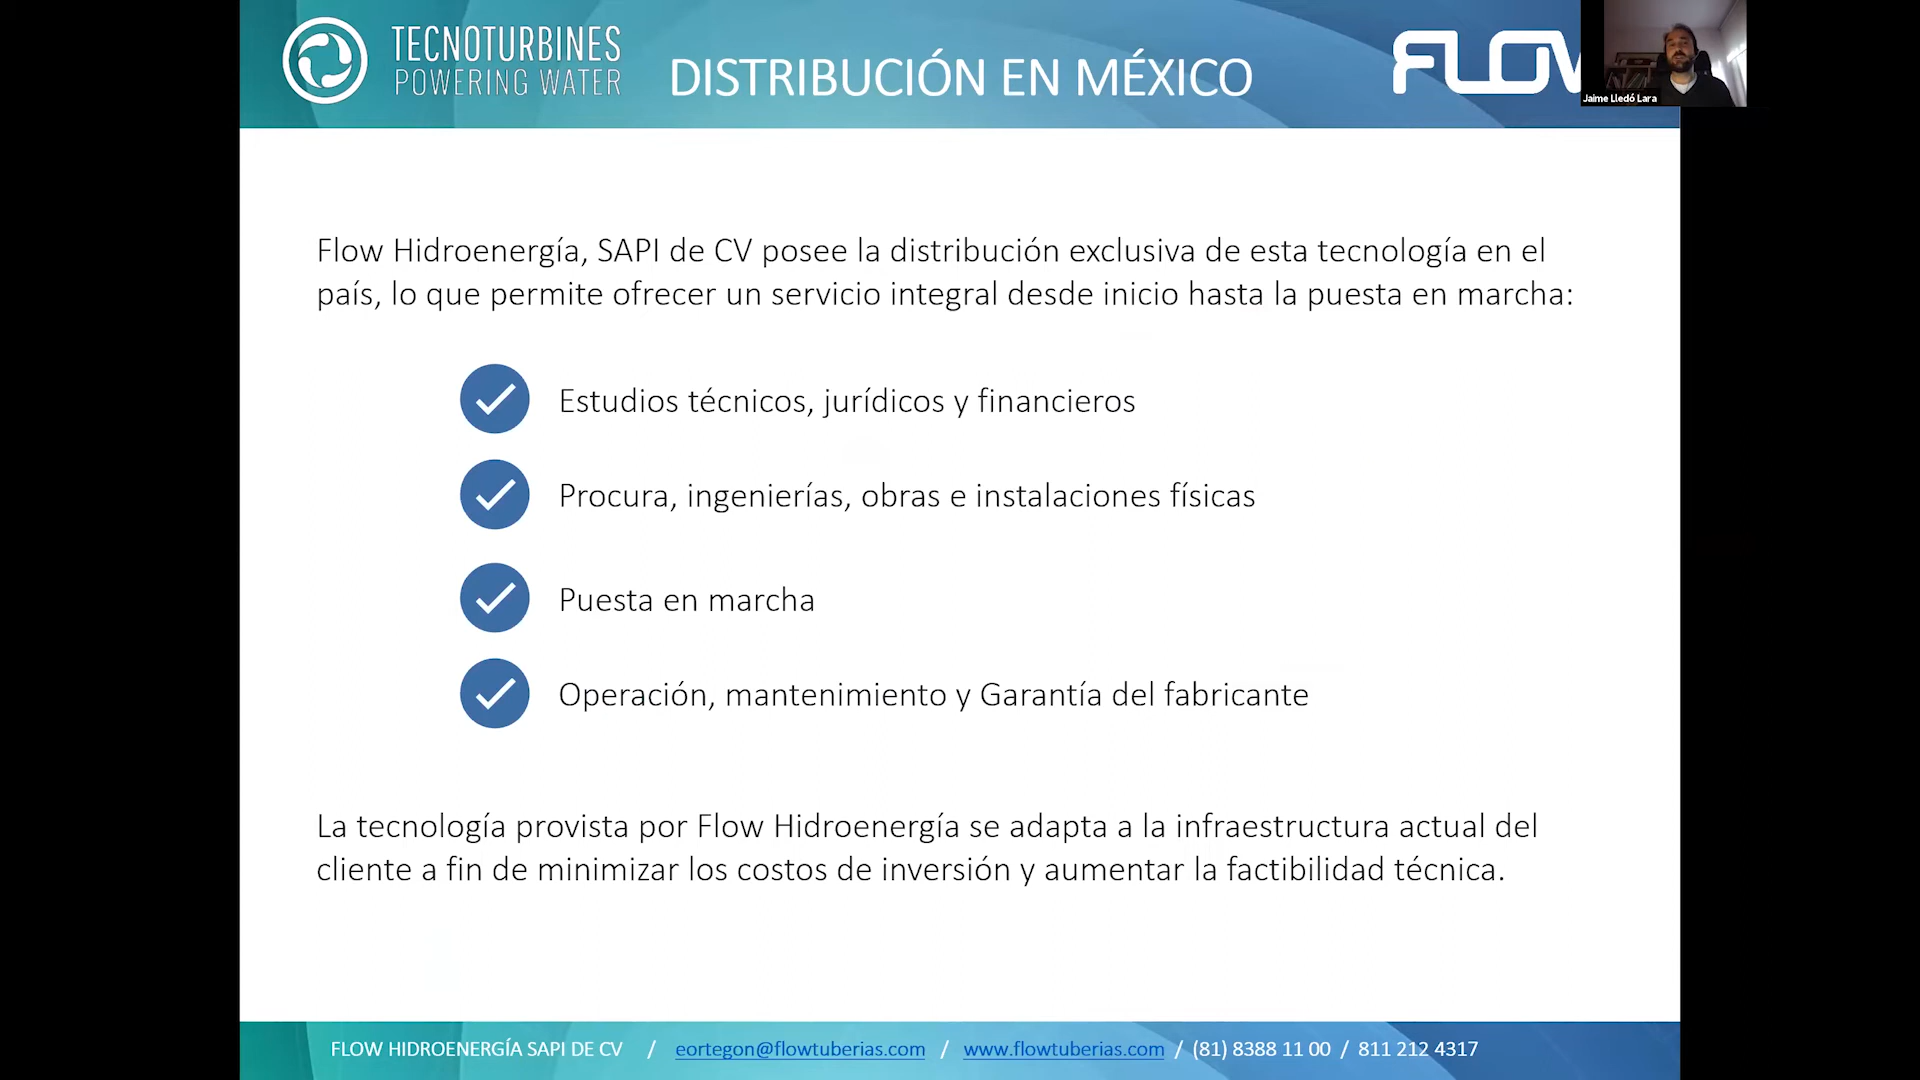 TECNOTURBINES
POWERING WATER
DISTRIBUCIÓN EN MÉXICO
FLOW
Jaime Lledó Lara
Flow Hidroenergía, SAPI de CV posee la distribución exclusiva de esta tecnología en el
país, lo que permite ofrecer un servicio integral desde inicio hasta la puesta en marcha:
Estudios técnicos, jurídicos y financieros
Procura, ingenierías, obras e instalaciones físicas
Puesta en marcha
Operación, mantenimiento y Garantía del fabricante
La tecnología provista por Flow Hidroenergía se adapta a la infraestructura actual del
cliente a fin de minimizar los costos de inversión y aumentar la factibilidad técnica.
FLOW HIDROENERGÍA SAPI DE CV / eortegon@flowtuberias.com / www.flowtuberias.com / (81) 8388 11 00 / 811 212 4317